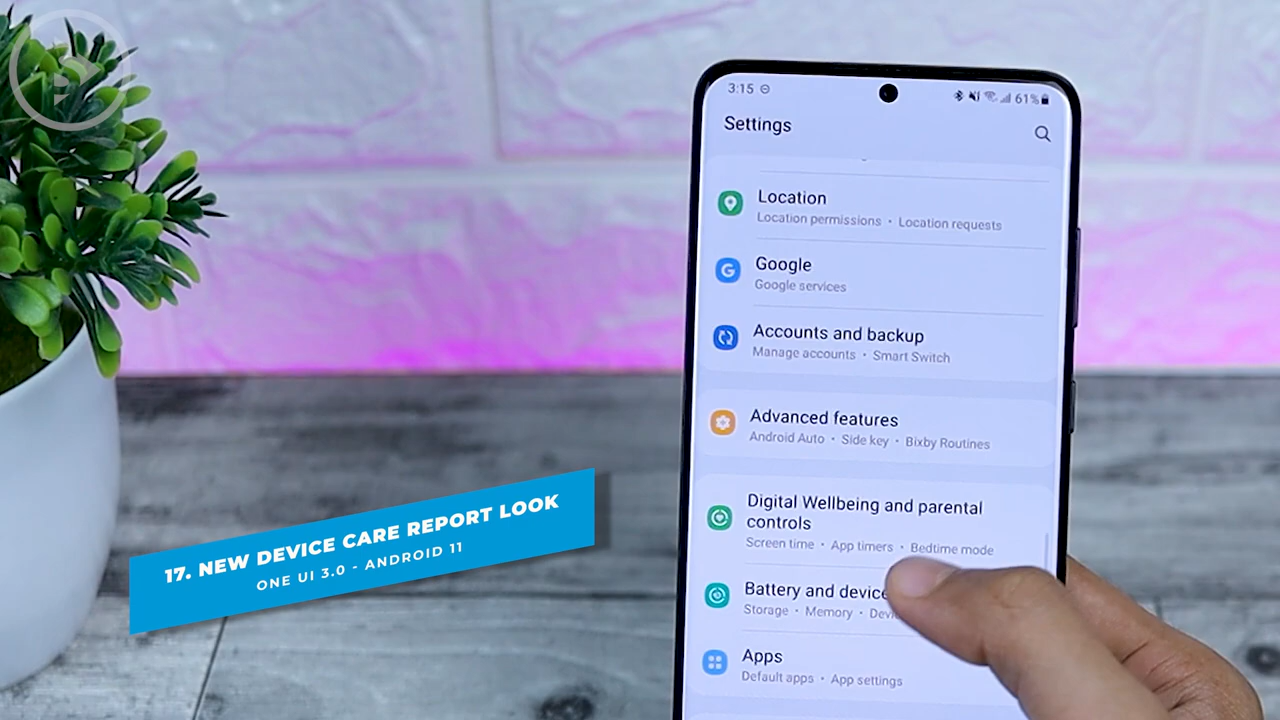 17. NEW DEVICE CARE REPORT LOOK
ONE UI 3.0 - ANDROID 11
3:15
61%
Settings
Location
Location permissions • Location requests
Google
Google services
Accounts and backup
Manage accounts • Smart Switch
Advanced features
Android Auto • Side key • Bixby Routines
Digital Wellbeing and parental
controls
Screen time • App timers • Bedtime mode
Battery and device
Storage • Memory •
Apps
Default apps • App settings